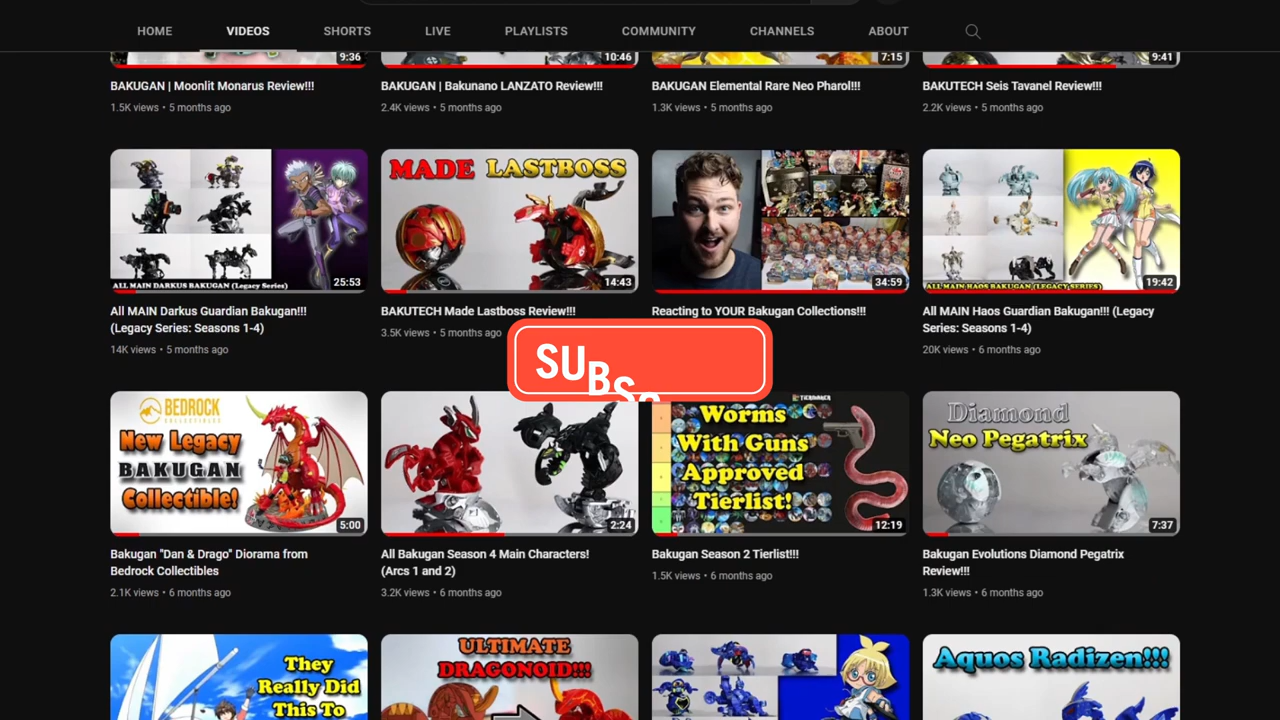 HOME VIDEOS SHORTS LIVE PLAYLISTS COMMUNITY CHANNELS ABOUT
9:36 10:46 7:15 9:41
BAKUGAN | Moonlit Monarus Review!!! BAKUGAN | Bakunano LANZATO Review!!! BAKUGAN Elemental Rare Neo Pharol!!! BAKUTECH Seis Tavanel Review!!!
1.5K views • 5 months ago 2.4K views • 5 months ago 1.3K views • 5 months ago 2.2K views • 5 months ago
MADE LASTBOSS
25:53 14:43 34:59 19:42
ALL MAIN DARKUS BAKUGAN (Legacy Series) ALL MAIN HAOS BAKUGAN (LEGACY SERIES)
All MAIN Darkus Guardian Bakugan!!! BAKUTECH Made Lastboss Review!!! Reacting to YOUR Bakugan Collections!!! All MAIN Haos Guardian Bakugan!!! (Legacy
(Legacy Series: Seasons 1-4) 3.5K views • 5 months ago Series: Seasons 1-4)
14K views • 5 months ago 20K views • 6 months ago
SUBS
BEDROCK
COLLECTIBLES
New Legacy
BAKUGAN
Collectible!
5:00
2:24
TIERMAKER
Worms
With Guns
Approved
Tierlist!
12:19
Diamond
Neo Pegatrix
7:37
Bakugan "Dan & Drago" Diorama from All Bakugan Season 4 Main Characters! Bakugan Season 2 Tierlist!!! Bakugan Evolutions Diamond Pegatrix
Bedrock Collectibles (Arcs 1 and 2) 1.5K views • 6 months ago Review!!!
2.1K views • 6 months ago 3.2K views • 6 months ago 1.3K views • 6 months ago
They
Really Did
This To
ULTIMATE
DRAGONOID!!!
Aquos Radizen!!!